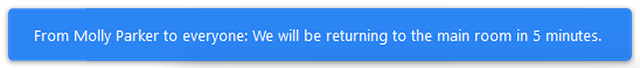 From Molly Parker to everyone: We will be returning to the main room in 5 minutes.